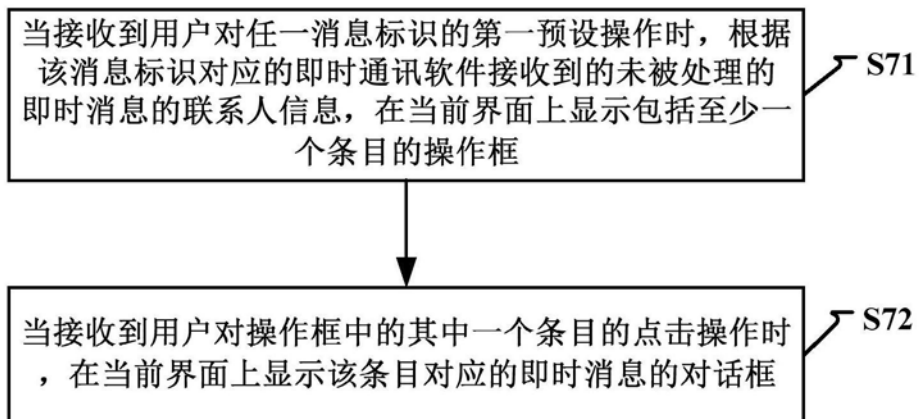 当接收到用户对任一消息标识的第一预设操作时，根据
该消息标识对应的即时通讯软件接收到的未被处理的
即时消息的联系人信息，在当前界面上显示包括至少一
个条目的操作框
S71
当接收到用户对操作框中的其中一个条目的点击操作时
，在当前界面上显示该条目对应的即时消息的对话框
S72